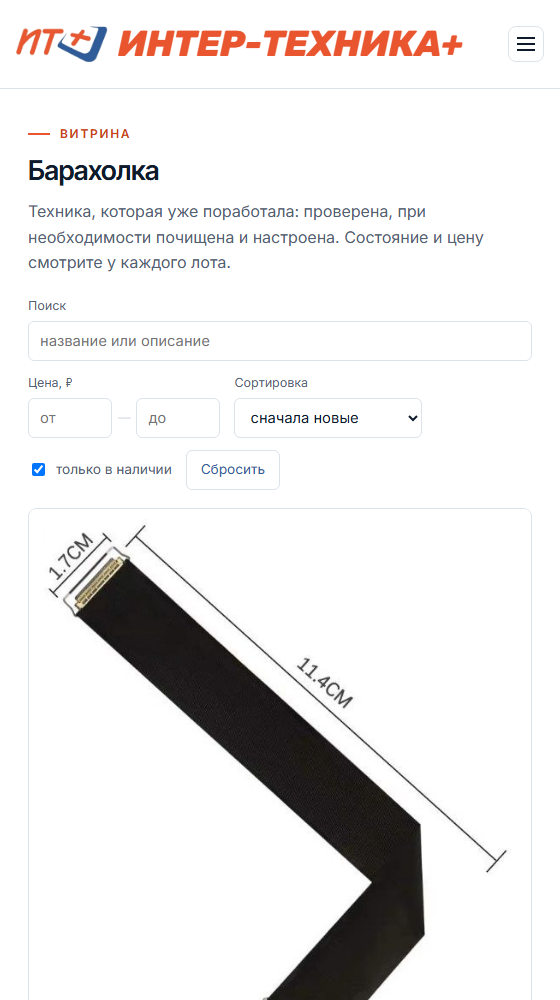 ИТ+ ИНТЕР-ТЕХНИКА+
ВИТРИНА
Барахолка
Техника, которая уже поработала: проверена, при
необходимости почищена и настроена. Состояние и цену
смотрите у каждого лота.
Поиск
название или описание
Цена, ₽
Сортировка
от — до
сначала новые
только в наличии
Сбросить
1.7CM
11.4CM